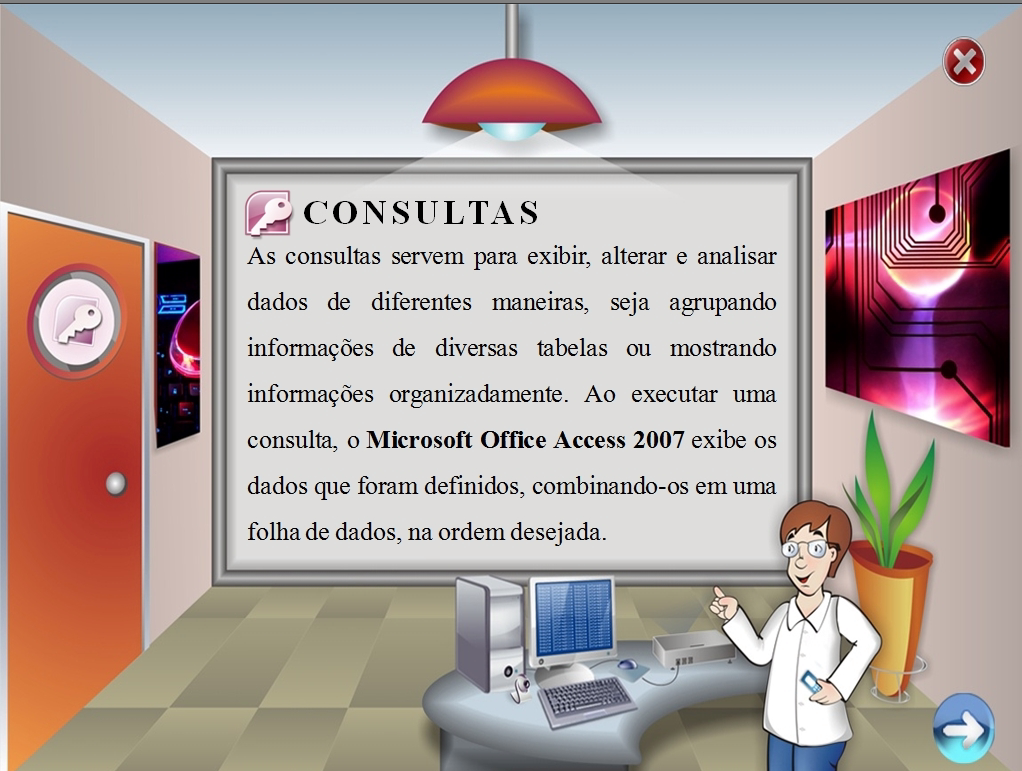 CONSULTAS
As consultas servem para exibir, alterar e analisar
dados de diferentes maneiras, seja agrupando
informações de diversas tabelas ou mostrando
informações organizadamente. Ao executar uma
consulta, o Microsoft Office Access 2007 exibe os
dados que foram definidos, combinando-os em uma
folha de dados, na ordem desejada.